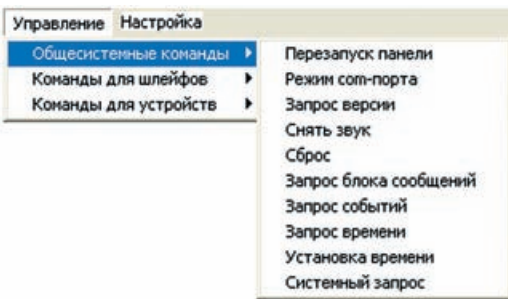 Управление Настройка
Общесистемные команды
Команды для шлейфов
Команды для устройств
Перезапуск панели
Режим com-порта
Запрос версии
Снять звук
Сброс
Запрос блока сообщений
Запрос событий
Запрос времени
Установка времени
Системный запрос